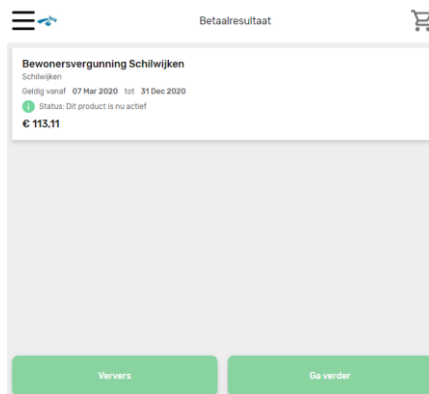 Betaalresultaat
Bewonersvergunning Schilwijken
Schilwijken
Geldig vanaf 07 Mar 2020 tot 31 Dec 2020
i Status: Dit product is nu actief
€ 113,11
Ververs Ga verder